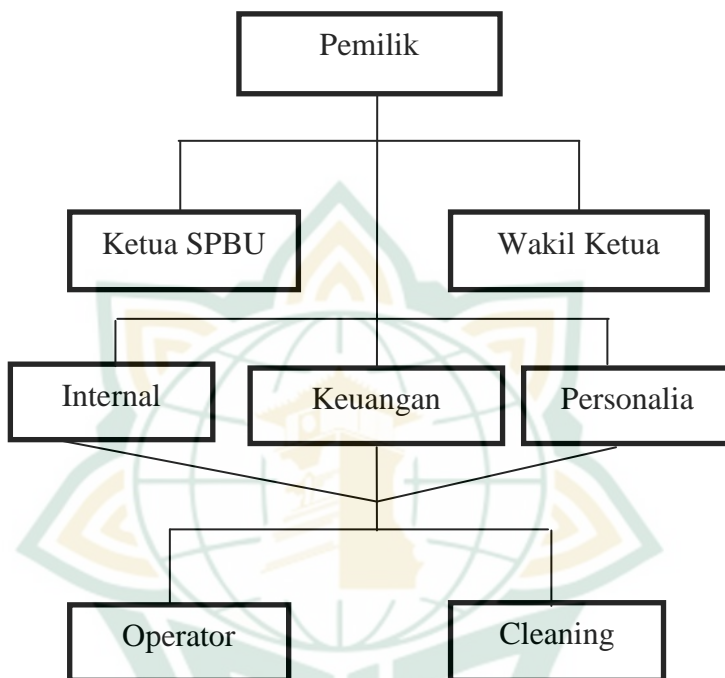 Pemilik
Ketua SPBU
Wakil Ketua
Internal
Keuangan
Personalia
Operator
Cleaning